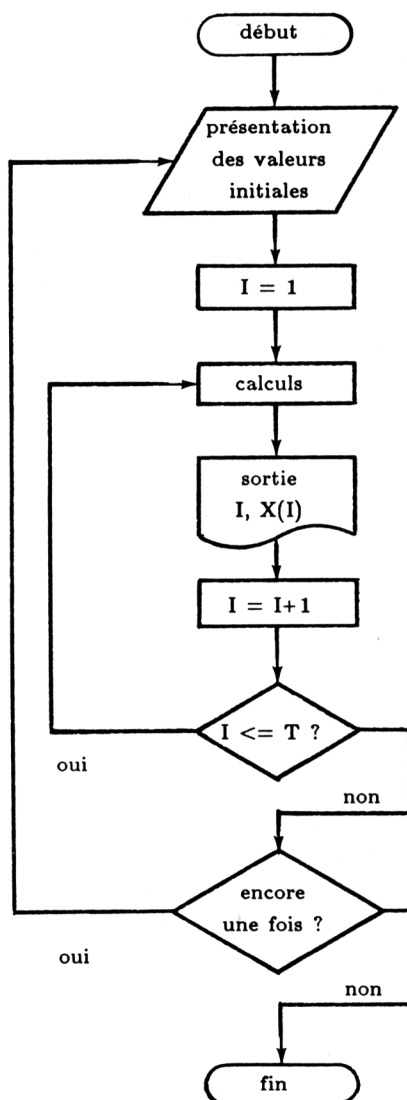 début
présentation
des valeurs
initiales
I = 1
calculs
sortie
I, X(I)
I = I+1
I <= T ?
oui
non
encore
une fois ?
oui
non
fin